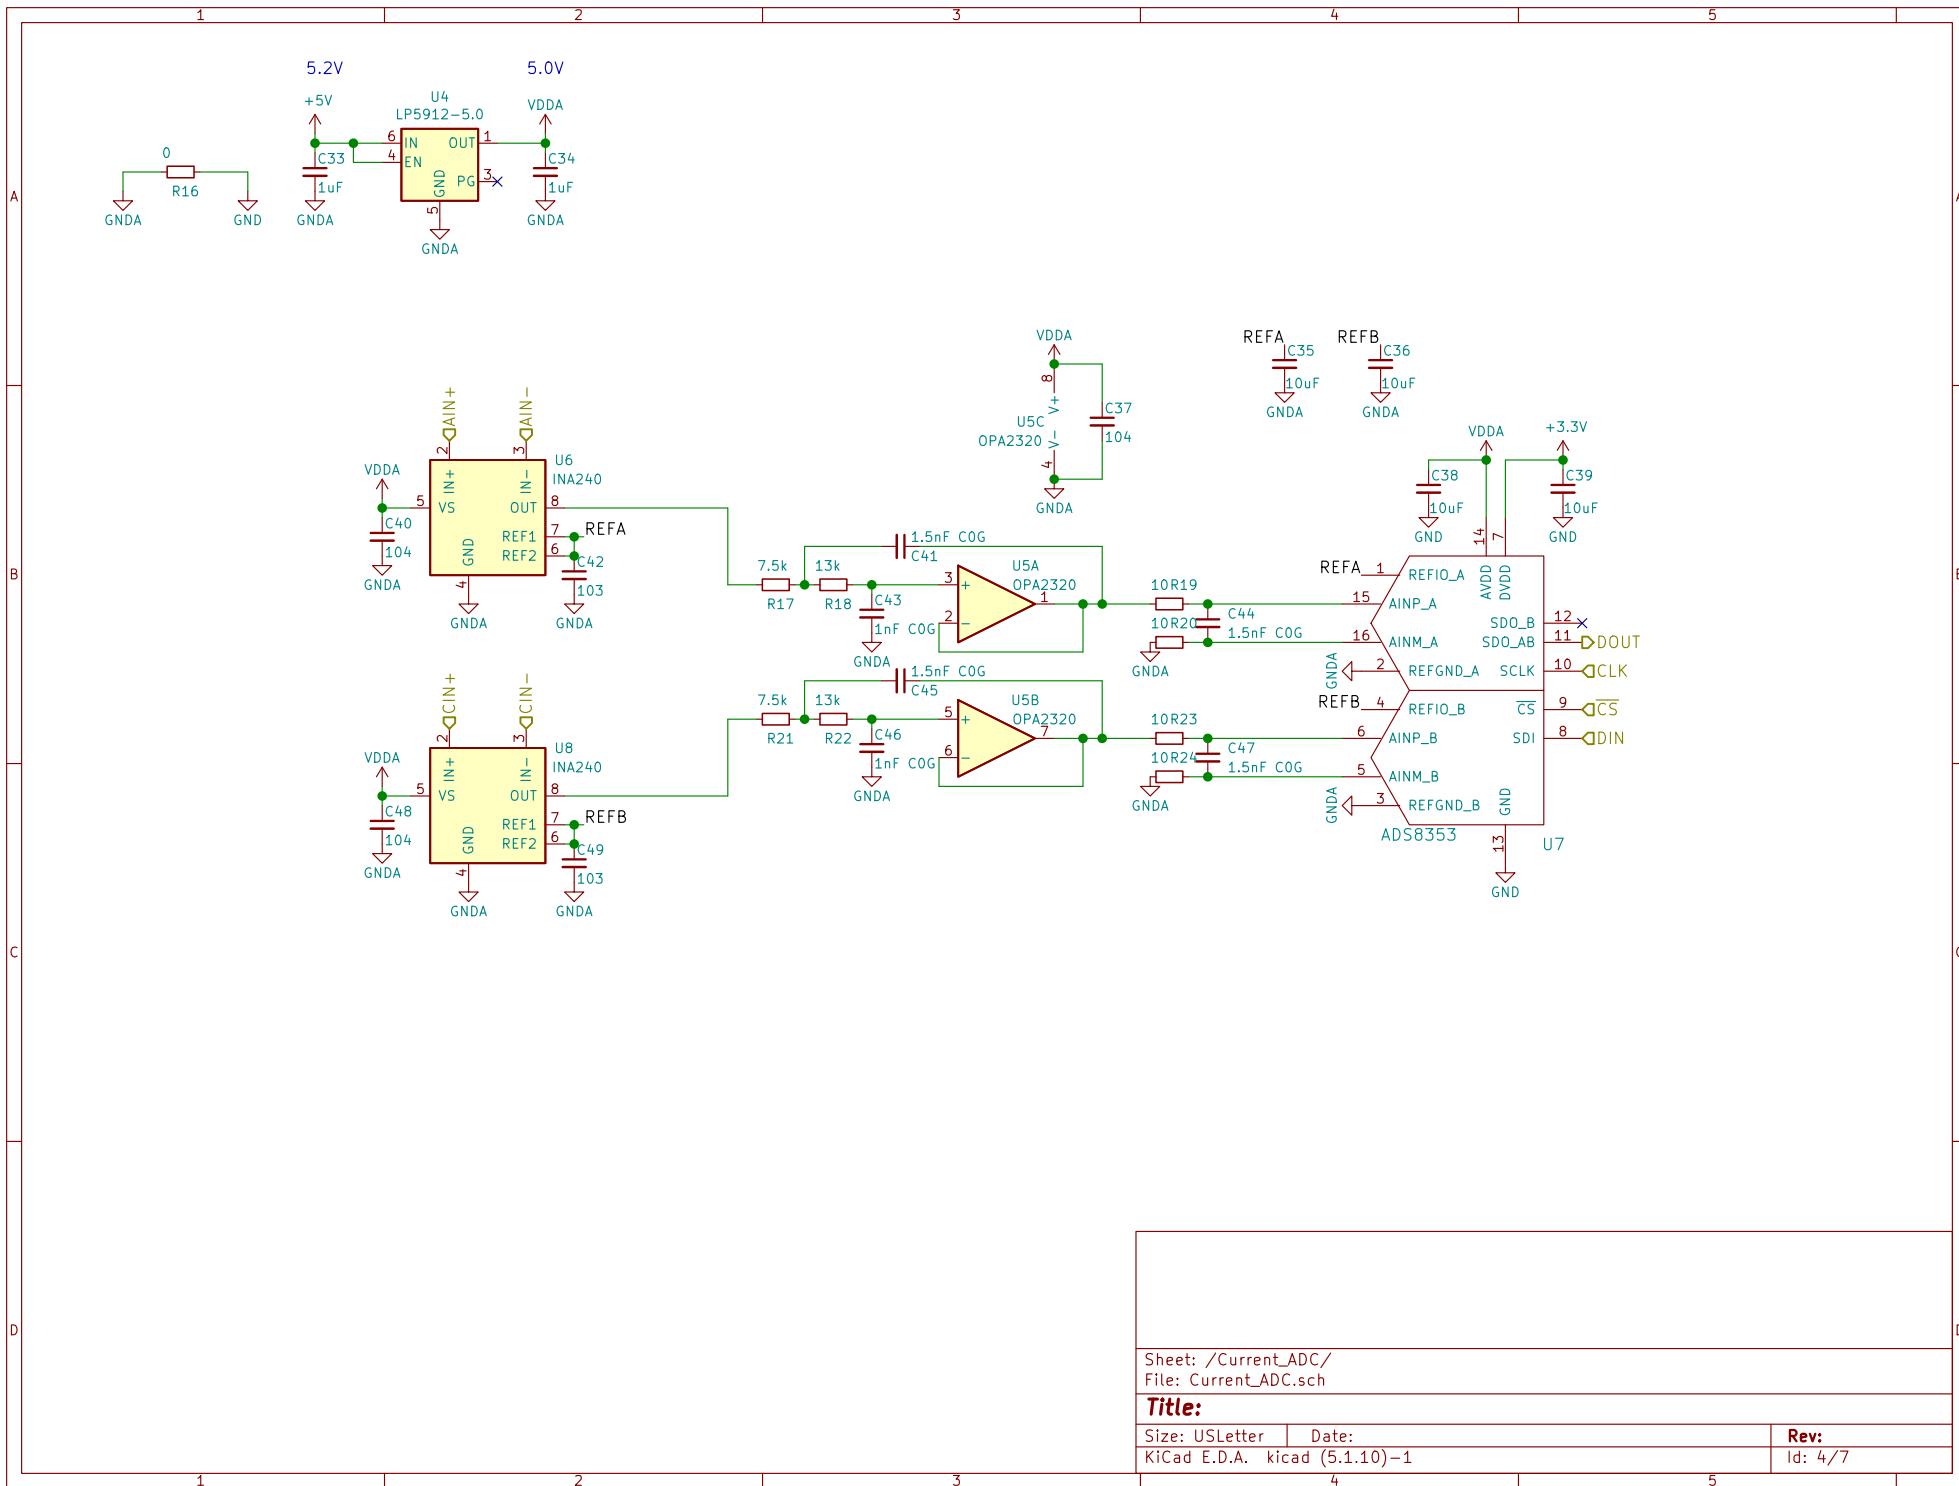 1 2 3 4 5
5.2V 5.0V
+5V
U4
LP5912-5.0
VDDA
6 IN OUT 1
4 EN
PG 3
GND
5
C33
1uF
GNDA
C34
1uF
GNDA
GNDA
0
R16
GNDA GND
A
VDDA
8
V+
U5C
OPA2320
V-
4
GNDA
C37
104
REFA
C35
10uF
GNDA
REFB
C36
10uF
GNDA
AIN+ AIN-
2 3
IN+ IN-
U6
INA240
VDDA
5 VS
OUT 8
REF1 7
REF2 6
GND
4
GNDA
C40
104
GNDA
REFA
C42
103
GNDA
B
7.5k
R17
13k
R18
1.5nF C0G
C41
C43
1nF C0G
GNDA
U5A
OPA2320
3 +
2 -
1
10R19
10R20
GNDA
C44
1.5nF C0G
VDDA
+3.3V
C38
10uF
GND
C39
10uF
GND
14 7
AVDD DVDD
REFA 1 REFIO_A
15 AINP_A
16 AINM_A
GNDA 2 REFGND_A
REFB 4 REFIO_B
6 AINP_B
5 AINM_B
GNDA 3 REFGND_B
SDO_B 12
SDO_AB 11 DOUT
SCLK 10 CLK
CS 9 CS
SDI 8 DIN
GND
13
GND
ADS8353
U7
CIN+ CIN-
2 3
IN+ IN-
U8
INA240
VDDA
5 VS
OUT 8
REF1 7
REF2 6
GND
4
GNDA
C48
104
GNDA
REFB
C49
103
GNDA
7.5k
R21
13k
R22
1.5nF C0G
C45
C46
1nF C0G
GNDA
U5B
OPA2320
5 +
6 -
7
10R23
10R24
GNDA
C47
1.5nF C0G
C
D
Sheet: /Current_ADC/
File: Current_ADC.sch
Title:
Size: USLetter Date: Rev:
KiCad E.D.A. kicad (5.1.10)-1 Id: 4/7
1 2 3 4 5